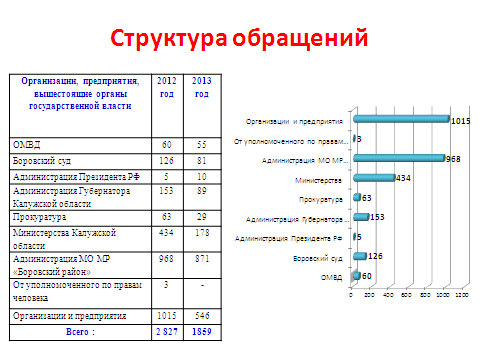 Структура обращений
Организации, предприятия,
вышестоящие органы
государственной власти
2012
год
2013
год
ОМВД 60 55
Боровский суд 126 81
Администрация Президента РФ 5 10
Администрация Губернатора
Калужской области
153 89
Прокуратура 63 29
Министерства Калужской
области
434 178
Администрация МО МР
«Боровский район»
968 871
От уполномоченного по правам
человека
3 -
Организации и предприятия 1015 546
Всего : 2 827 1859
Организации и предприятия 1015
От уполномоченного по правам... 3
Администрация МО МР... 968
Министерства 434
Прокуратура 63
Администрация Губернатора... 153
Администрация Президента РФ 5
Боровский суд 126
ОМВД 60
0 200 400 600 800 1000 1200